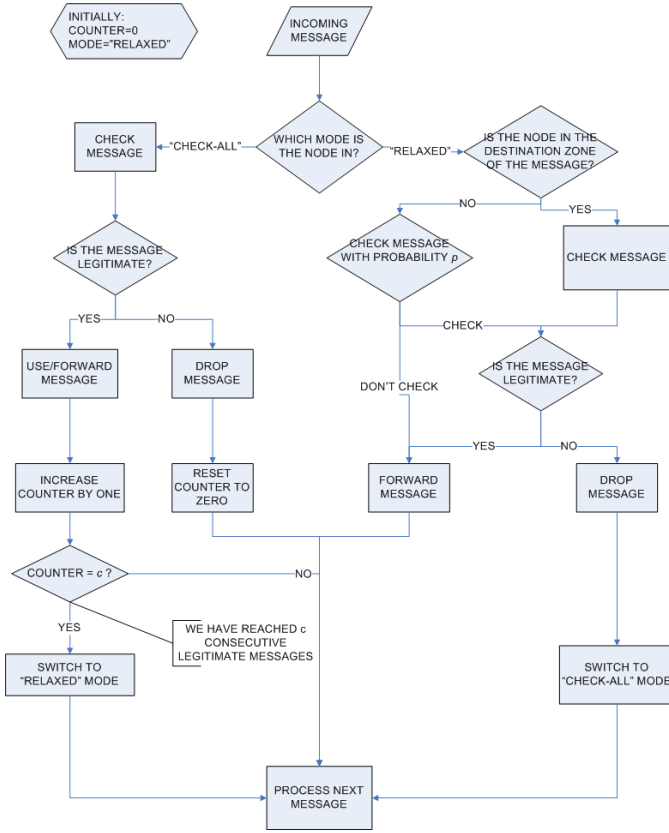 INITIALLY:
COUNTER=0
MODE="RELAXED"
INCOMING
MESSAGE
CHECK
MESSAGE
"CHECK-ALL"
WHICH MODE IS
THE NODE IN?
"RELAXED"
IS THE NODE IN THE
DESTINATION ZONE
OF THE MESSAGE?
NO
YES
IS THE MESSAGE
LEGITIMATE?
CHECK MESSAGE
WITH PROBABILITY p
CHECK MESSAGE
YES
NO
CHECK
USE/FORWARD
MESSAGE
DROP
MESSAGE
DON'T CHECK
IS THE MESSAGE
LEGITIMATE?
YES
NO
INCREASE
COUNTER BY ONE
RESET
COUNTER TO
ZERO
FORWARD
MESSAGE
DROP
MESSAGE
COUNTER = c ?
NO
YES
WE HAVE REACHED c
CONSECUTIVE
LEGITIMATE MESSAGES
SWITCH TO
"RELAXED" MODE
SWITCH TO
"CHECK-ALL" MODE
PROCESS NEXT
MESSAGE